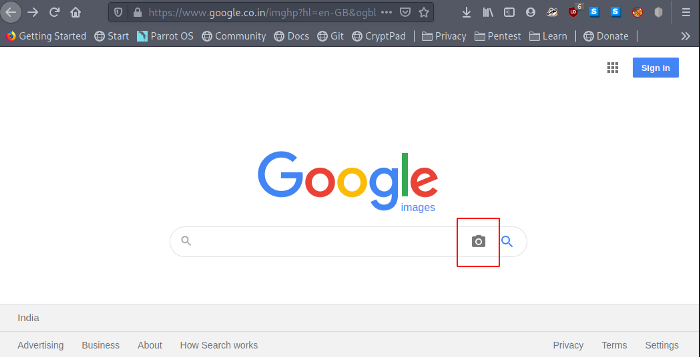 https://www.google.co.in/imghp?hl=en-GB&ogbl
6
Getting Started Start Parrot OS Community Docs Git CryptPad Privacy Pentest Learn Donate
Sign in
Google
images
India
Advertising Business About How Search works Privacy Terms Settings